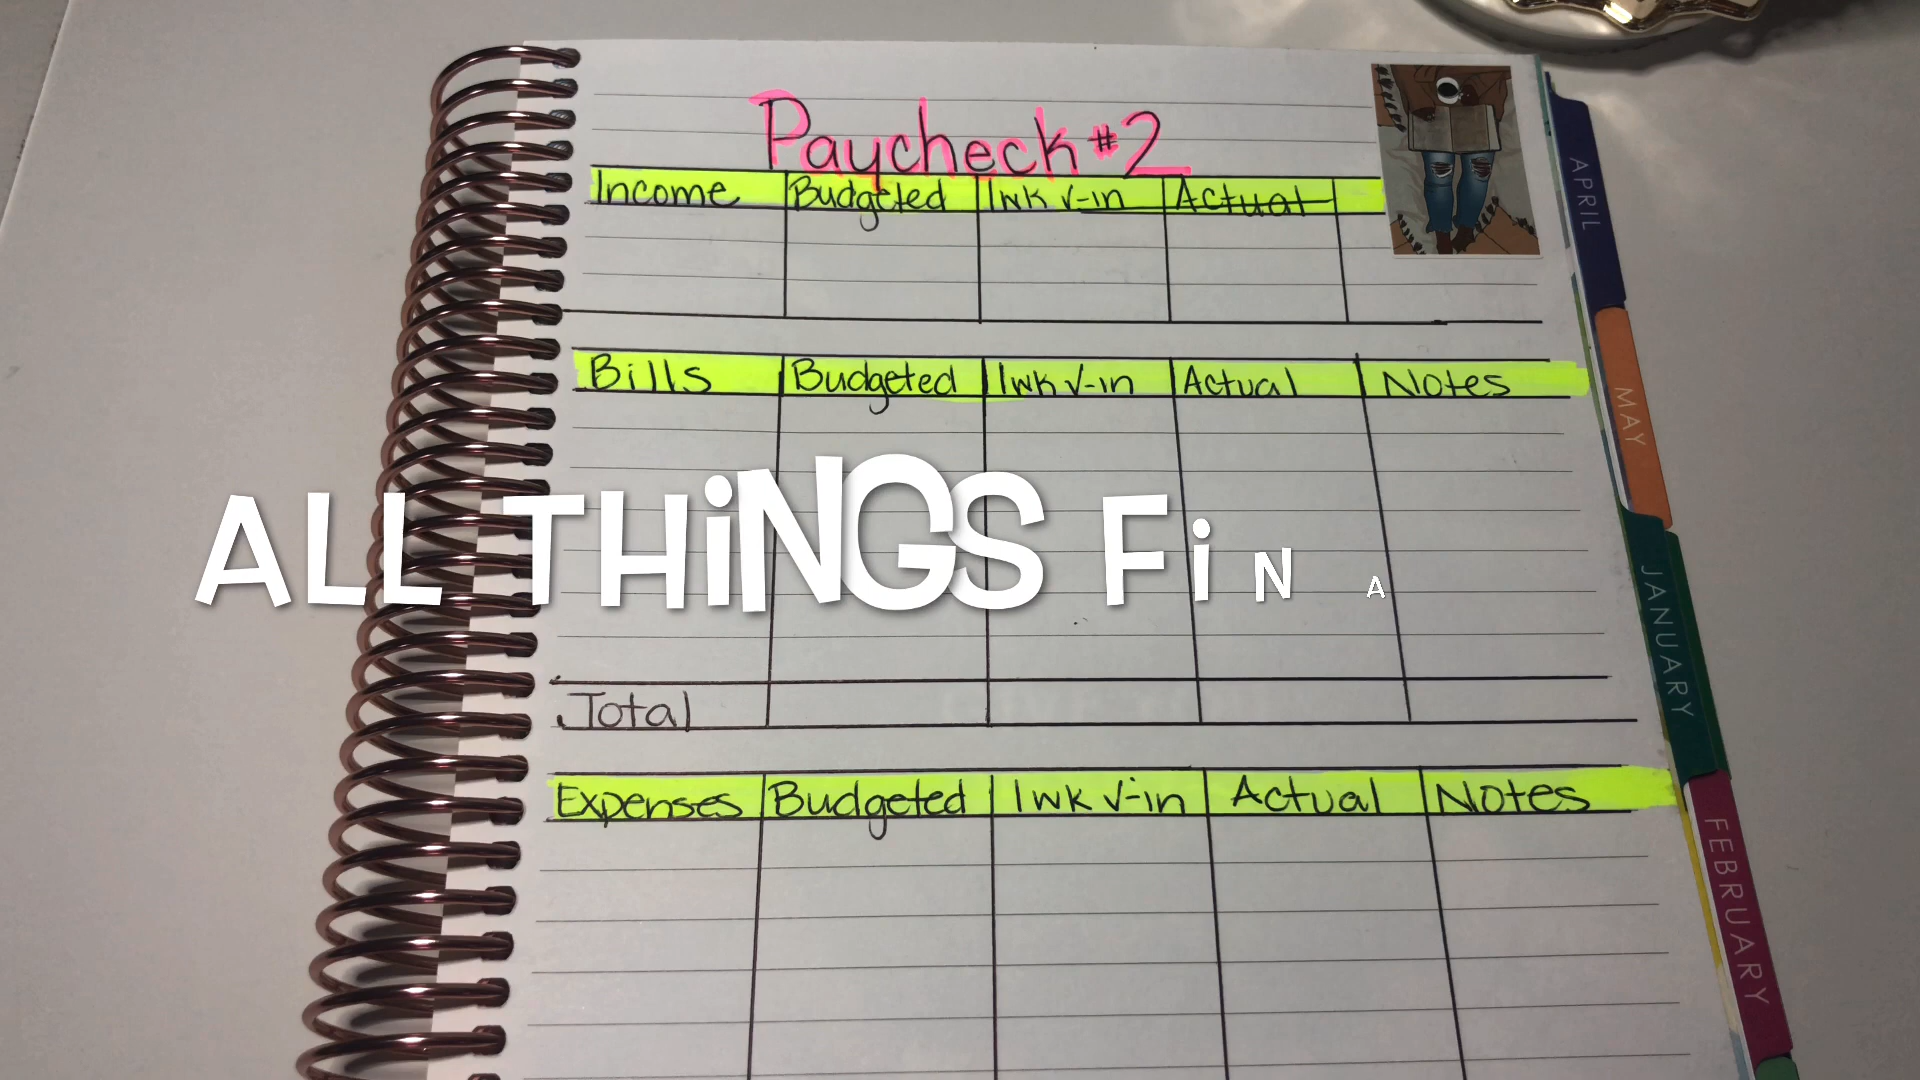 Paycheck #2
Income Budgeted 1wk √-in Actual
Bills Budgeted 1wk √-in Actual Notes
ALL THiNGS FiNA
Total
Expenses Budgeted 1wk √-in Actual Notes
APRIL
MAY
JANUARY
FEBRUARY